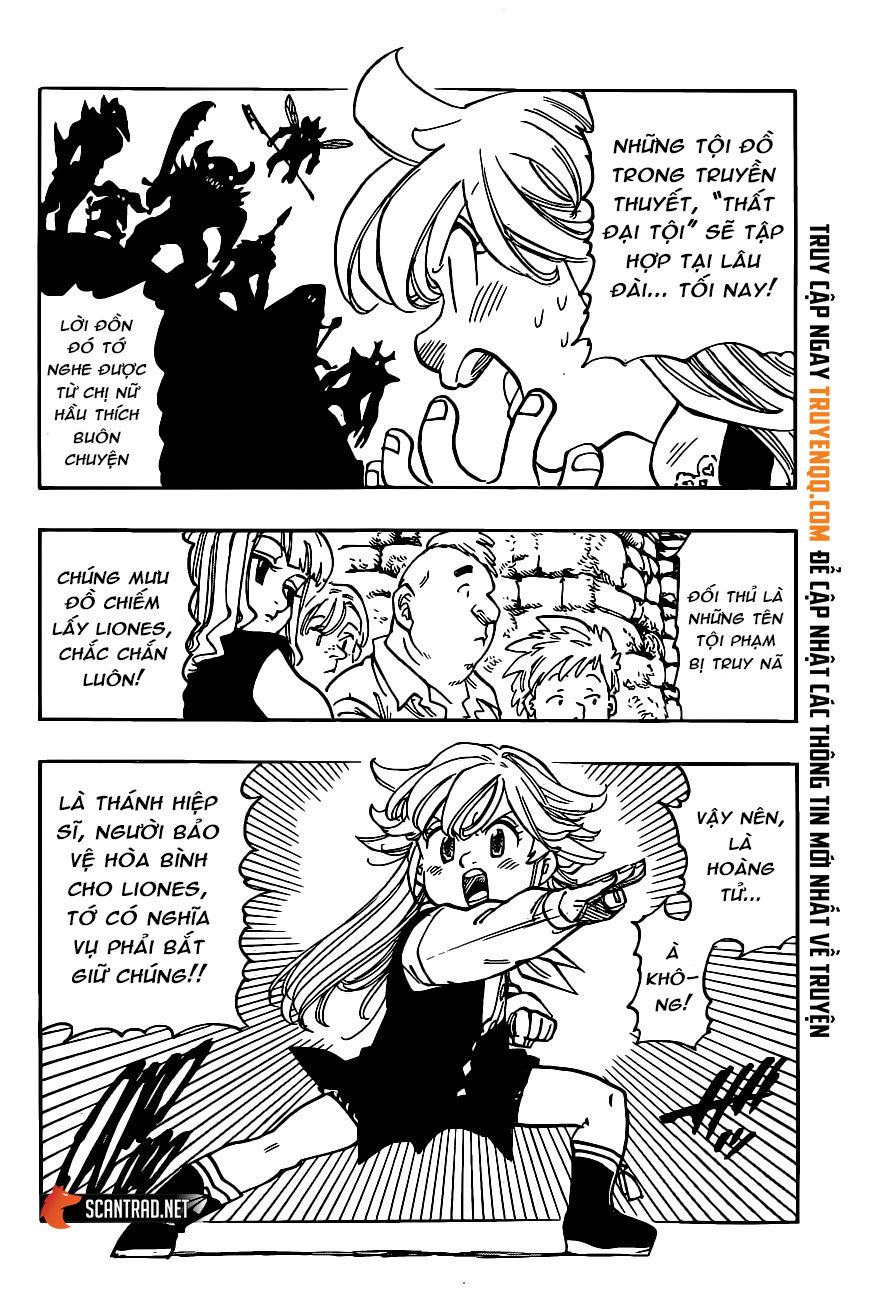 NHỮNG TỘI ĐỒ
TRONG TRUYỀN
THUYẾT, "THẤT
ĐẠI TỘI" SẼ TẬP
HỢP TẠI LÂU
ĐÀI... TỐI NAY!
LỜI ĐỒN
ĐÓ TỚ
NGHE ĐƯỢC
TỪ CHỊ NỮ
HẦU THÍCH
BUÔN
CHUYỆN
ĐỐI THỦ LÀ
NHỮNG TÊN
TỘI PHẠM
BỊ TRUY NÃ
CHÚNG MƯU
ĐỒ CHIẾM
LẤY LIONES,
CHẮC CHẮN
LUÔN!
VẬY NÊN,
LÀ
HOÀNG
TỬ...
À
KHÔ-
NG!
LÀ THÁNH HIỆP
SĨ, NGƯỜI BẢO
VỆ HÒA BÌNH
CHO LIONES,
TỚ CÓ NGHĨA
VỤ PHẢI BẮT
GIỮ CHÚNG!!
SCANTRAD.NET
TRUY CẬP NGAY TRUYENQQ.COM ĐỂ CẬP NHẬT CÁC THÔNG TIN MỚI NHẤT VỀ TRUYỆN